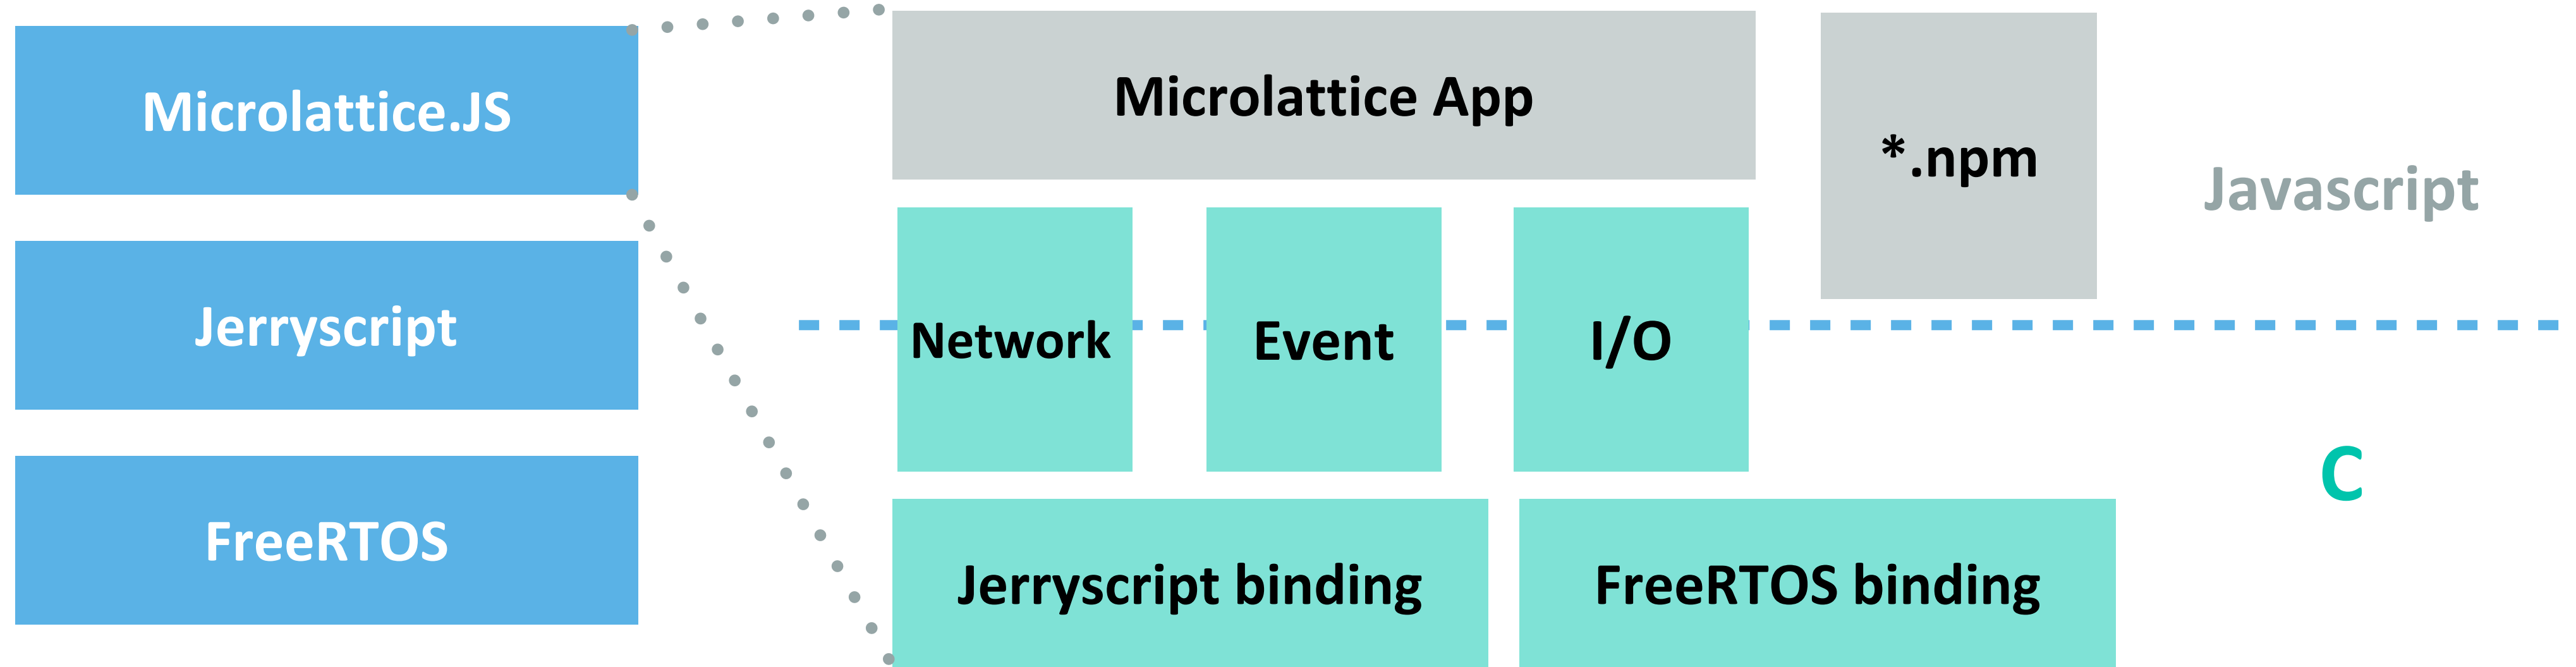 Microlattice.JS
Jerryscript
FreeRTOS
Microlattice App
*.npm
Javascript
Network
Event
I/O
C
Jerryscript binding
FreeRTOS binding